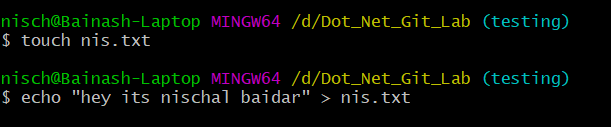 nisch@Bainash-Laptop MINGW64 /d/Dot_Net_Git_Lab (testing)
$ touch nis.txt
nisch@Bainash-Laptop MINGW64 /d/Dot_Net_Git_Lab (testing)
$ echo "hey its nischal baidar" > nis.txt